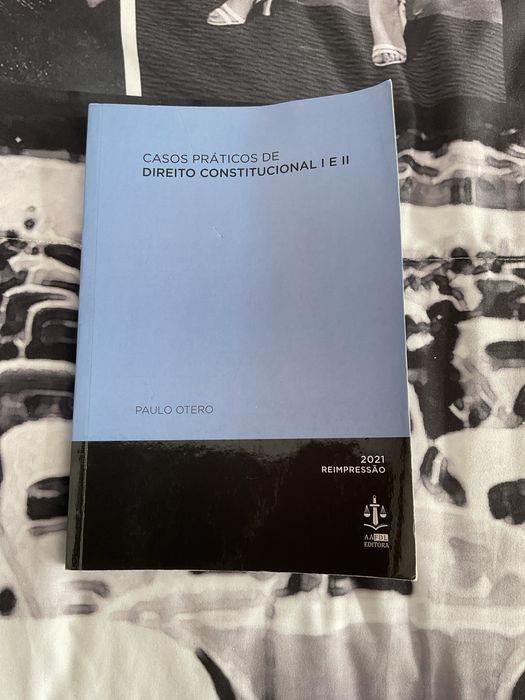 CASOS PRÁTICOS DE
DIREITO CONSTITUCIONAL I E II
PAULO OTERO
2021
REIMPRESSÃO
AAFDL
EDITORA